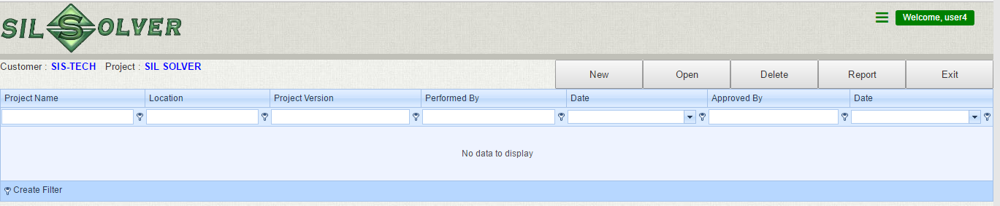 SIL SOLVER
Welcome, user4
Customer : SIS-TECH Project : SIL SOLVER
New Open Delete Report Exit
Project Name Location Project Version Performed By Date Approved By Date
No data to display
Create Filter